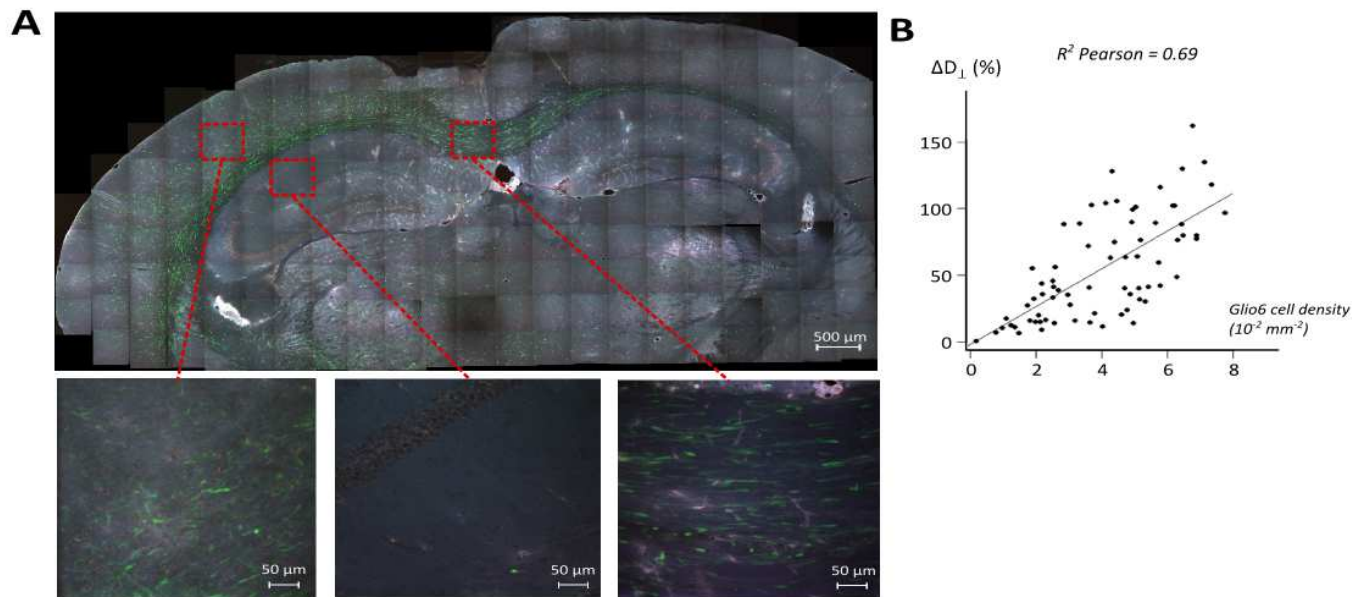 A
500 µm
50 µm
50 µm
50 µm
B
R² Pearson = 0.69
ΔD⊥ (%)
150
100
50
0
Glio6 cell density
(10⁻² mm⁻²)
0 2 4 6 8